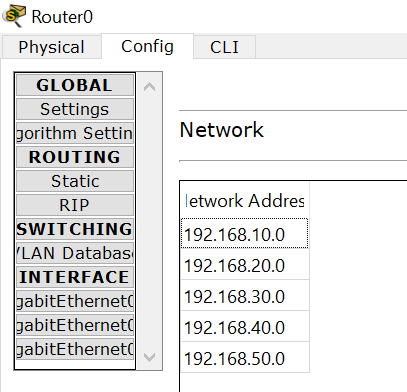 Router0
Physical
Config
CLI
GLOBAL
Settings
gorithm Settin
ROUTING
Static
RIP
SWITCHING
VLAN Database
INTERFACE
gabitEthernet0
gabitEthernet0
gabitEthernet0
Network
etwork Addres
192.168.10.0
192.168.20.0
192.168.30.0
192.168.40.0
192.168.50.0